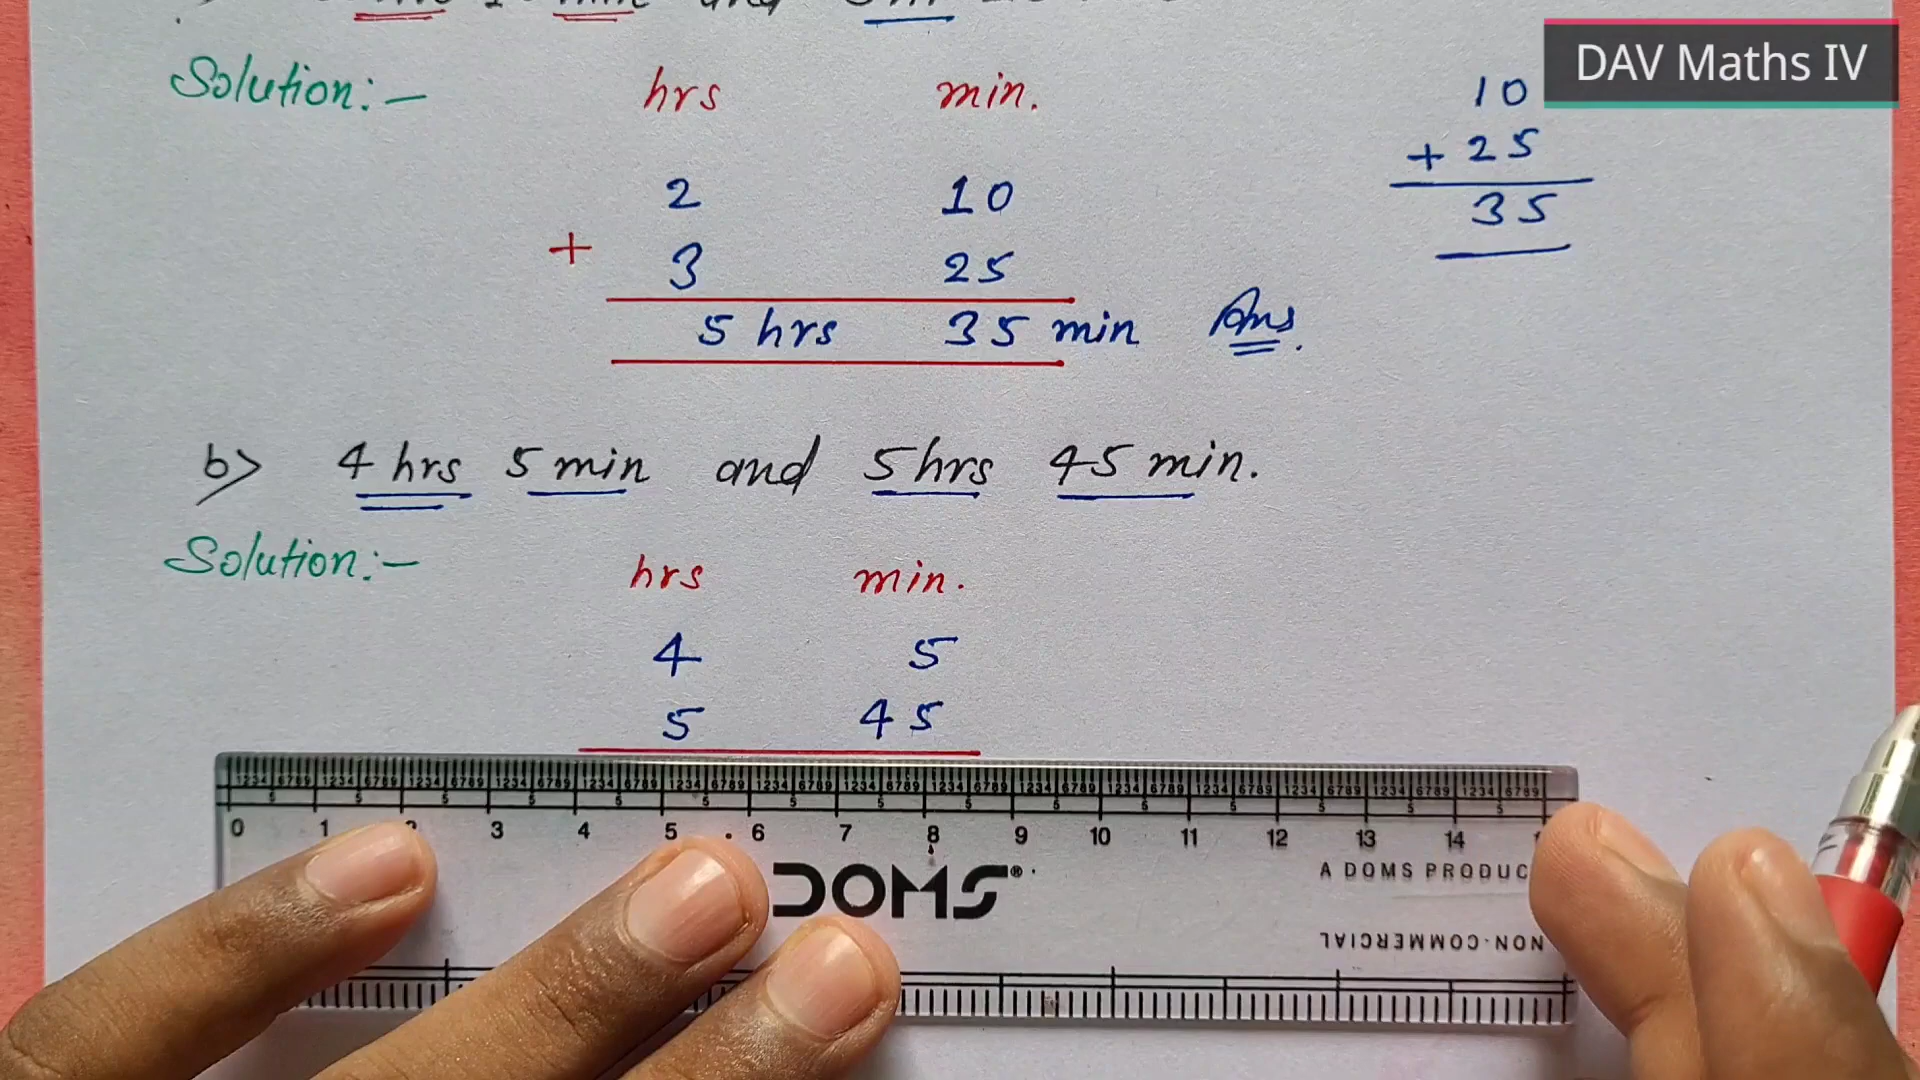 and
DAV Maths IV
Solution:- hrs min.
10
+ 25
35
2 10
+ 3 25
5 hrs 35 min Ans.
b> 4 hrs 5 min and 5 hrs 45 min.
Solution:- hrs min.
4 5
5 45
0 1 2 3 4 5 6 7 8 9 10 11 12 13 14
DOMS®
A DOMS PRODUC
NON-COMMERCIAL